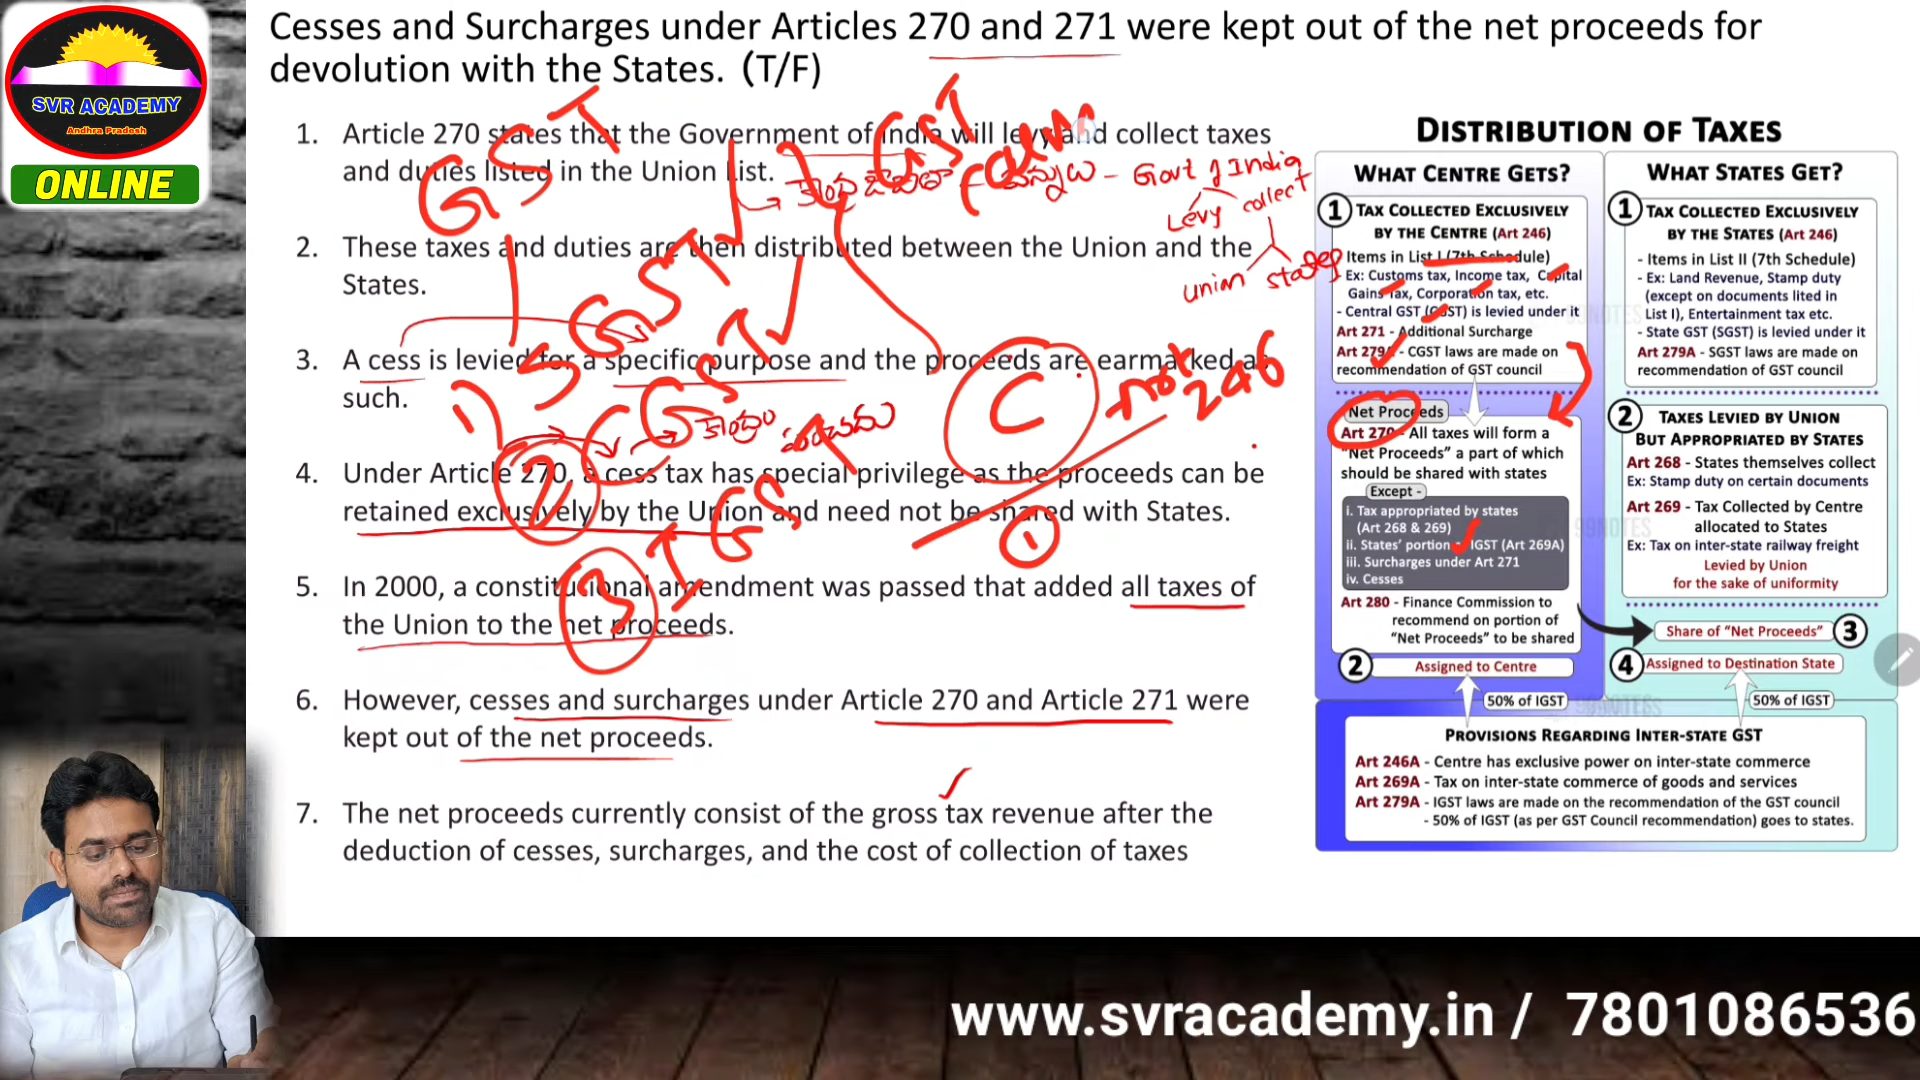 SVR ACADEMY
Andhra Pradesh
ONLINE
Cesses and Surcharges under Articles 270 and 271 were kept out of the net proceeds for
devolution with the States. (T/F)
1. Article 270 states that the Government of India will levy and collect taxes
and duties listed in the Union List.
2. These taxes and duties are then distributed between the Union and the
States.
3. A cess is levied for a specific purpose and the proceeds are earmarked as
such.
4. Under Article 270, a cess tax has special privilege as the proceeds can be
retained exclusively by the Union and need not be shared with States.
5. In 2000, a constitutional amendment was passed that added all taxes of
the Union to the net proceeds.
6. However, cesses and surcharges under Article 270 and Article 271 were
kept out of the net proceeds.
7. The net proceeds currently consist of the gross tax revenue after the
deduction of cesses, surcharges, and the cost of collection of taxes
GST
GST
Govt of India
Levy collect
union states
1) SGST
2 CGST
3 IGST
C
not 246
1
DISTRIBUTION OF TAXES
WHAT CENTRE GETS?
1 TAX COLLECTED EXCLUSIVELY
BY THE CENTRE (Art 246)
Items in List I (7th Schedule)
Ex: Customs tax, Income tax, Capital
Gains Tax, Corporation tax, etc.
- Central GST (CGST) is levied under it
Art 271 - Additional Surcharge
Art 279A - CGST laws are made on
recommendation of GST council
Net Proceeds
Art 270 - All taxes will form a
"Net Proceeds" a part of which
should be shared with states
Except -
i. Tax appropriated by states
(Art 268 & 269)
ii. States' portion of IGST (Art 269A)
iii. Surcharges under Art 271
iv. Cesses
Art 280 - Finance Commission to
recommend on portion of
"Net Proceeds" to be shared
2 Assigned to Centre
50% of IGST
WHAT STATES GET?
1 TAX COLLECTED EXCLUSIVELY
BY THE STATES (Art 246)
- Items in List II (7th Schedule)
- Ex: Land Revenue, Stamp duty
(except on documents lited in
List I), Entertainment tax etc.
- State GST (SGST) is levied under it
Art 279A - SGST laws are made on
recommendation of GST council
2 TAXES LEVIED BY UNION
BUT APPROPRIATED BY STATES
Art 268 - States themselves collect
Ex: Stamp duty on certain documents
Art 269 - Tax Collected by Centre
allocated to States
Ex: Tax on inter-state railway freight
Levied by Union
for the sake of uniformity
Share of "Net Proceeds" 3
4 Assigned to Destination State
50% of IGST
PROVISIONS REGARDING INTER-STATE GST
Art 246A - Centre has exclusive power on inter-state commerce
Art 269A - Tax on inter-state commerce of goods and services
Art 279A - IGST laws are made on the recommendation of the GST council
- 50% of IGST (as per GST Council recommendation) goes to states.
www.svracademy.in / 7801086536